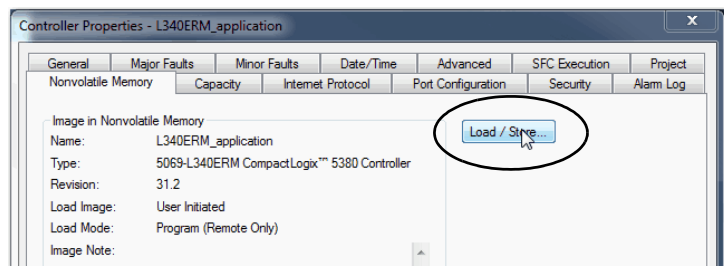 Controller Properties - L340ERM_application
General Major Faults Minor Faults Date/Time Advanced SFC Execution Project
Nonvolatile Memory Capacity Internet Protocol Port Configuration Security Alarm Log
Image in Nonvolatile Memory
Load / Store...
Name: L340ERM_application
Type: 5069-L340ERM CompactLogix™ 5380 Controller
Revision: 31.2
Load Image: User Initiated
Load Mode: Program (Remote Only)
Image Note: